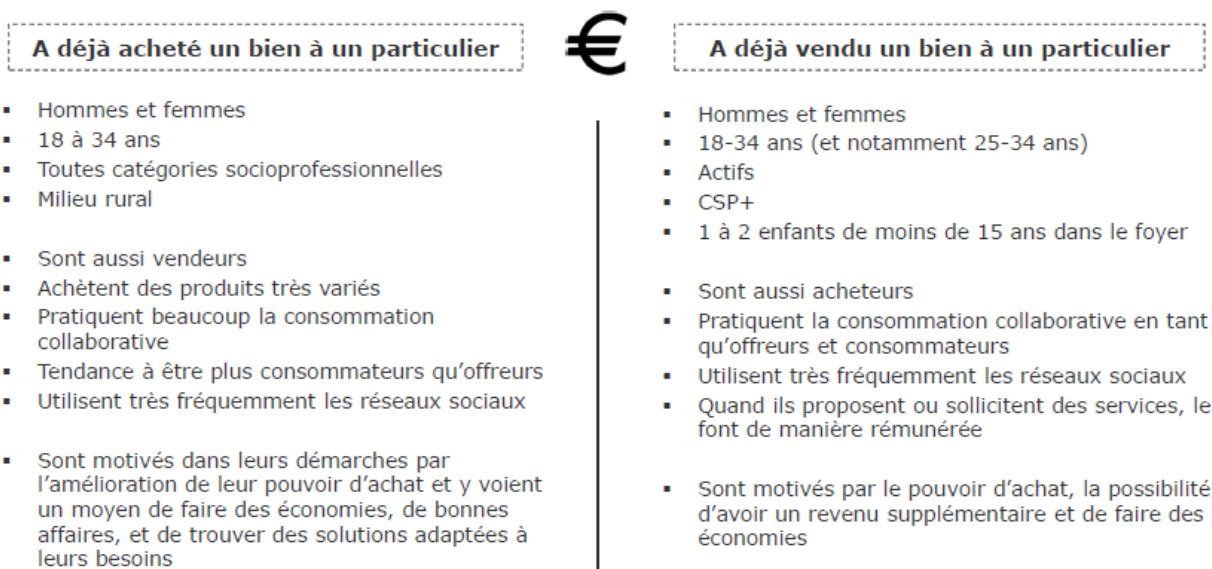 A déjà acheté un bien à un particulier
▪ Hommes et femmes
▪ 18 à 34 ans
▪ Toutes catégories socioprofessionnelles
▪ Milieu rural
▪ Sont aussi vendeurs
▪ Achètent des produits très variés
▪ Pratiquent beaucoup la consommation
collaborative
▪ Tendance à être plus consommateurs qu'offreurs
▪ Utilisent très fréquemment les réseaux sociaux
▪ Sont motivés dans leurs démarches par
l'amélioration de leur pouvoir d'achat et y voient
un moyen de faire des économies, de bonnes
affaires, et de trouver des solutions adaptées à
leurs besoins
€
A déjà vendu un bien à un particulier
▪ Hommes et femmes
▪ 18-34 ans (et notamment 25-34 ans)
▪ Actifs
▪ CSP+
▪ 1 à 2 enfants de moins de 15 ans dans le foyer
▪ Sont aussi acheteurs
▪ Pratiquent la consommation collaborative en tant
qu'offreurs et consommateurs
▪ Utilisent très fréquemment les réseaux sociaux
▪ Quand ils proposent ou sollicitent des services, le
font de manière rémunérée
▪ Sont motivés par le pouvoir d'achat, la possibilité
d'avoir un revenu supplémentaire et de faire des
économies